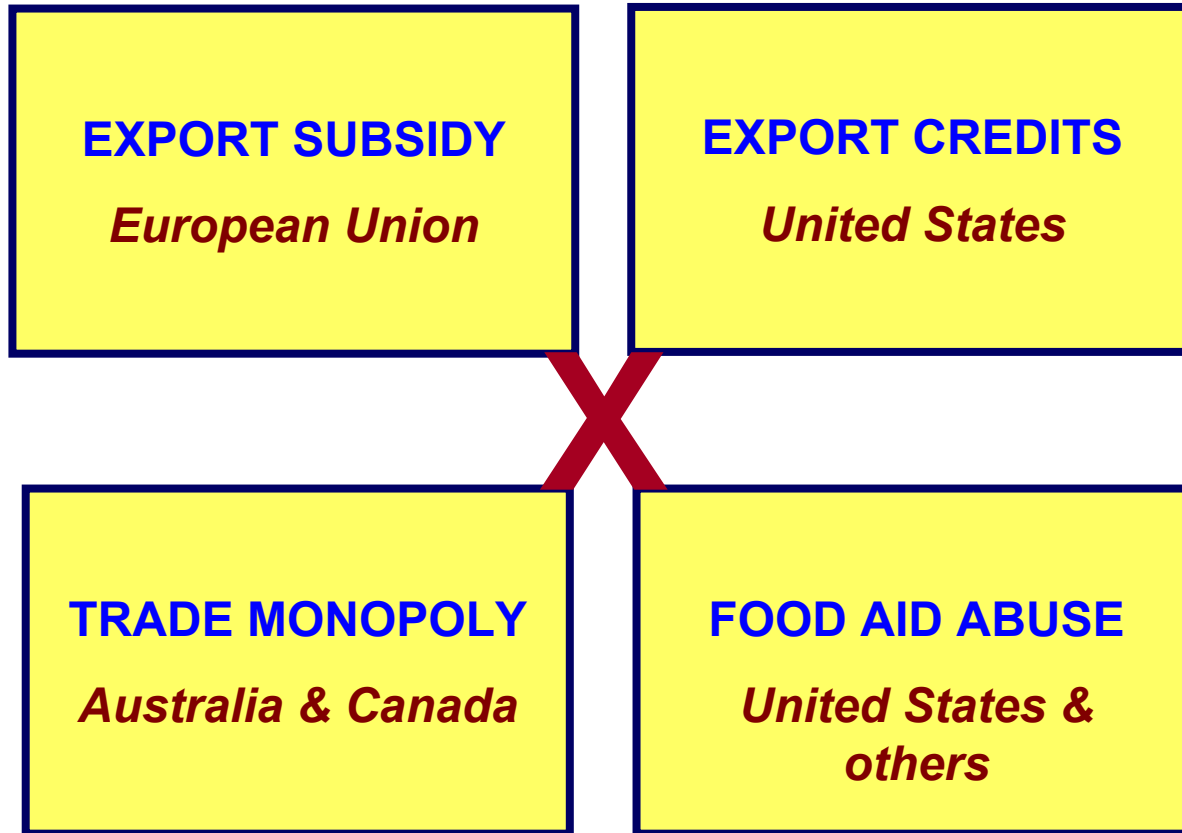 EXPORT SUBSIDY
European Union
EXPORT CREDITS
United States
X
TRADE MONOPOLY
Australia & Canada
FOOD AID ABUSE
United States &
others